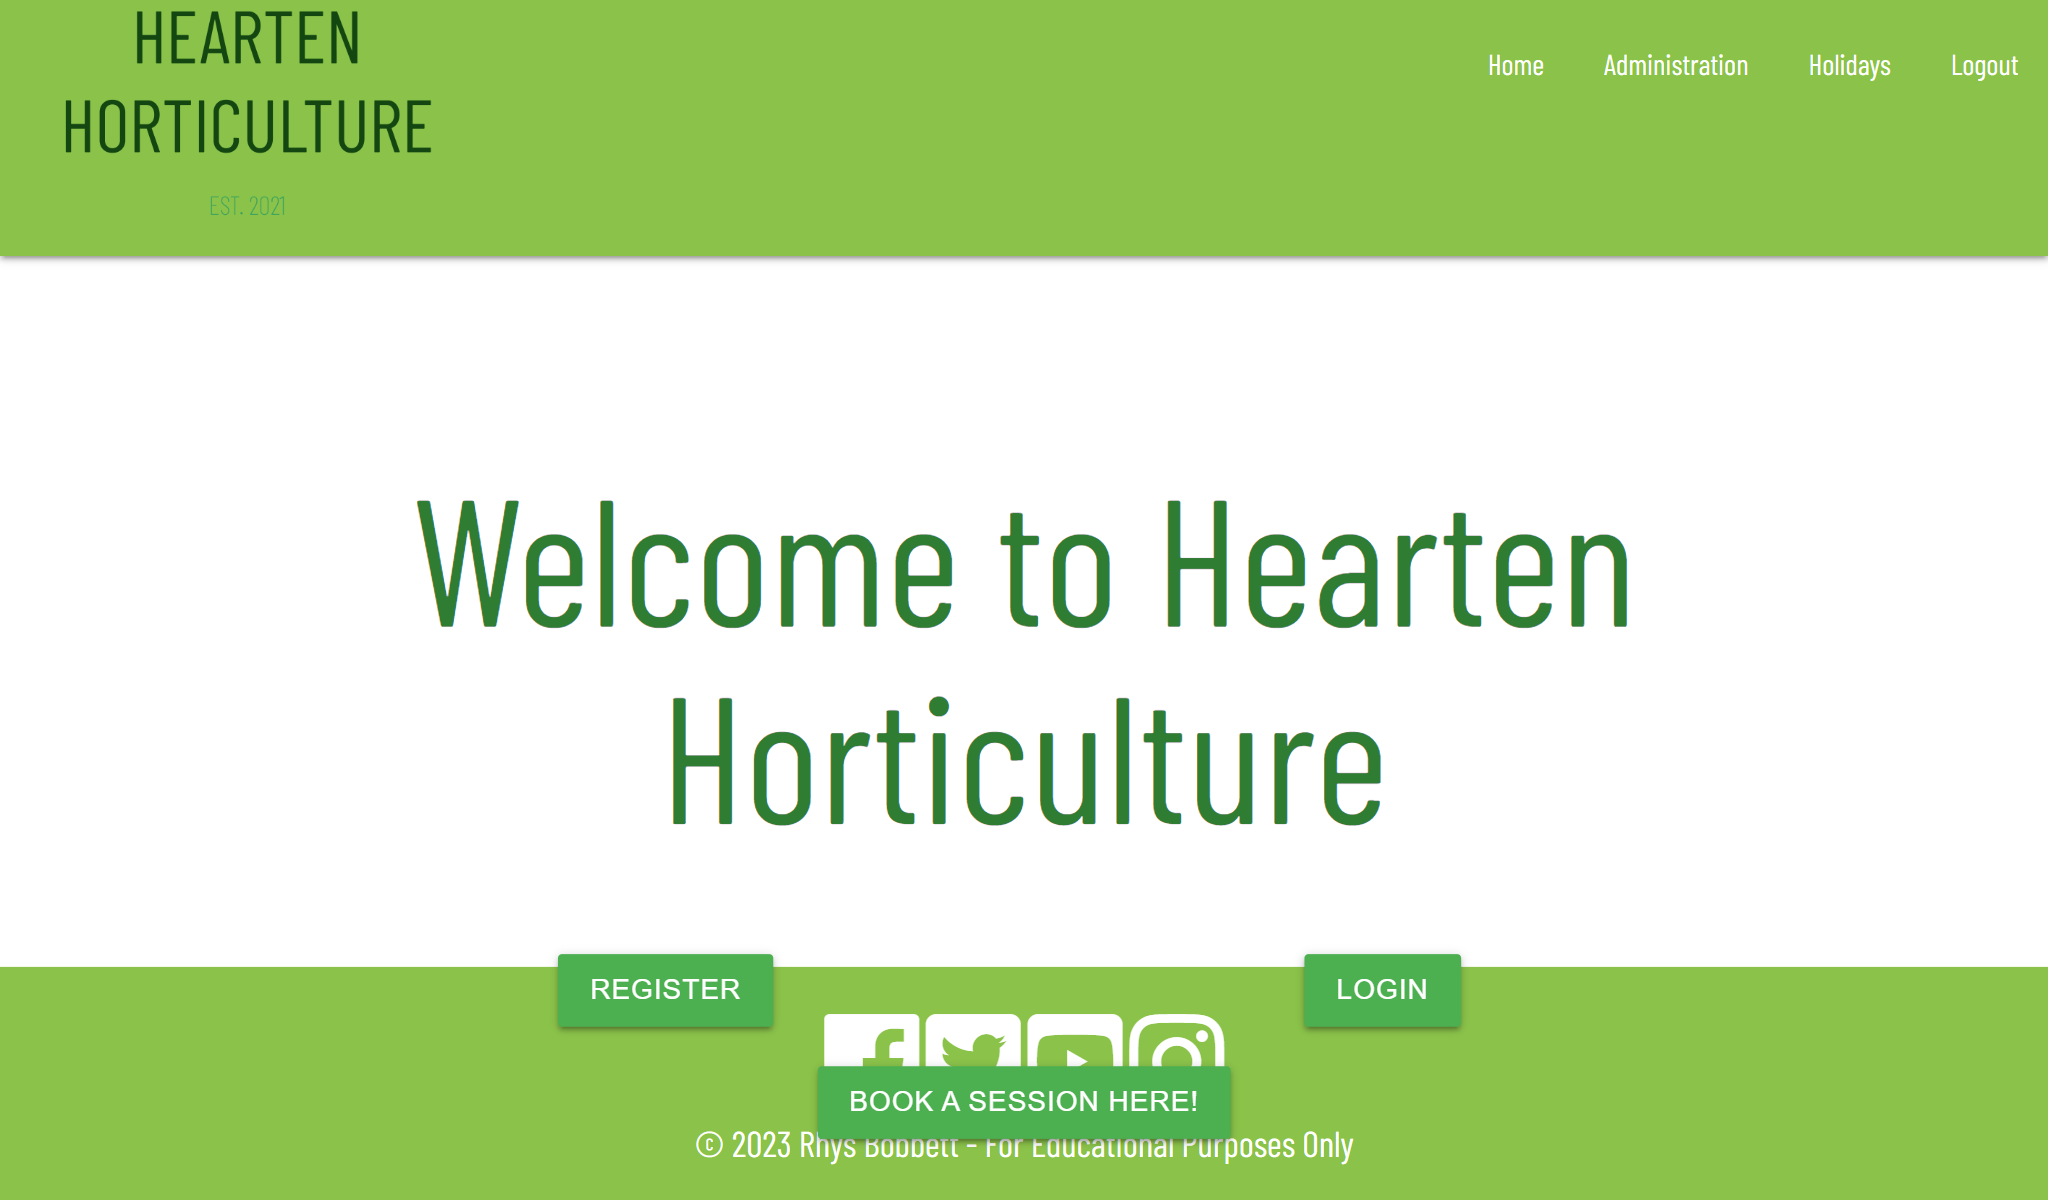 HEARTEN
HORTICULTURE
EST. 2021
Home Administration Holidays Logout
Welcome to Hearten
Horticulture
REGISTER LOGIN
BOOK A SESSION HERE!
© 2023 Rhys Bobbett - For Educational Purposes Only